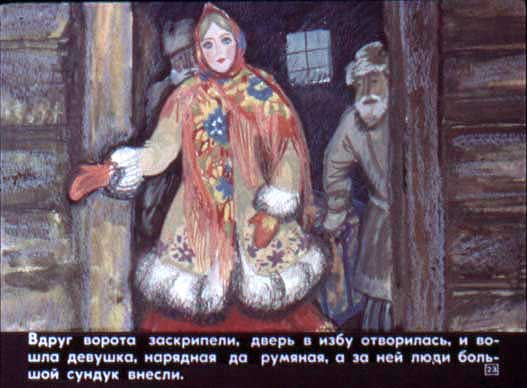 Вдруг ворота заскрипели, дверь в избу отворилась, и во-
шла девушка, нарядная да румяная, а за ней люди боль-
шой сундук внесли.
23